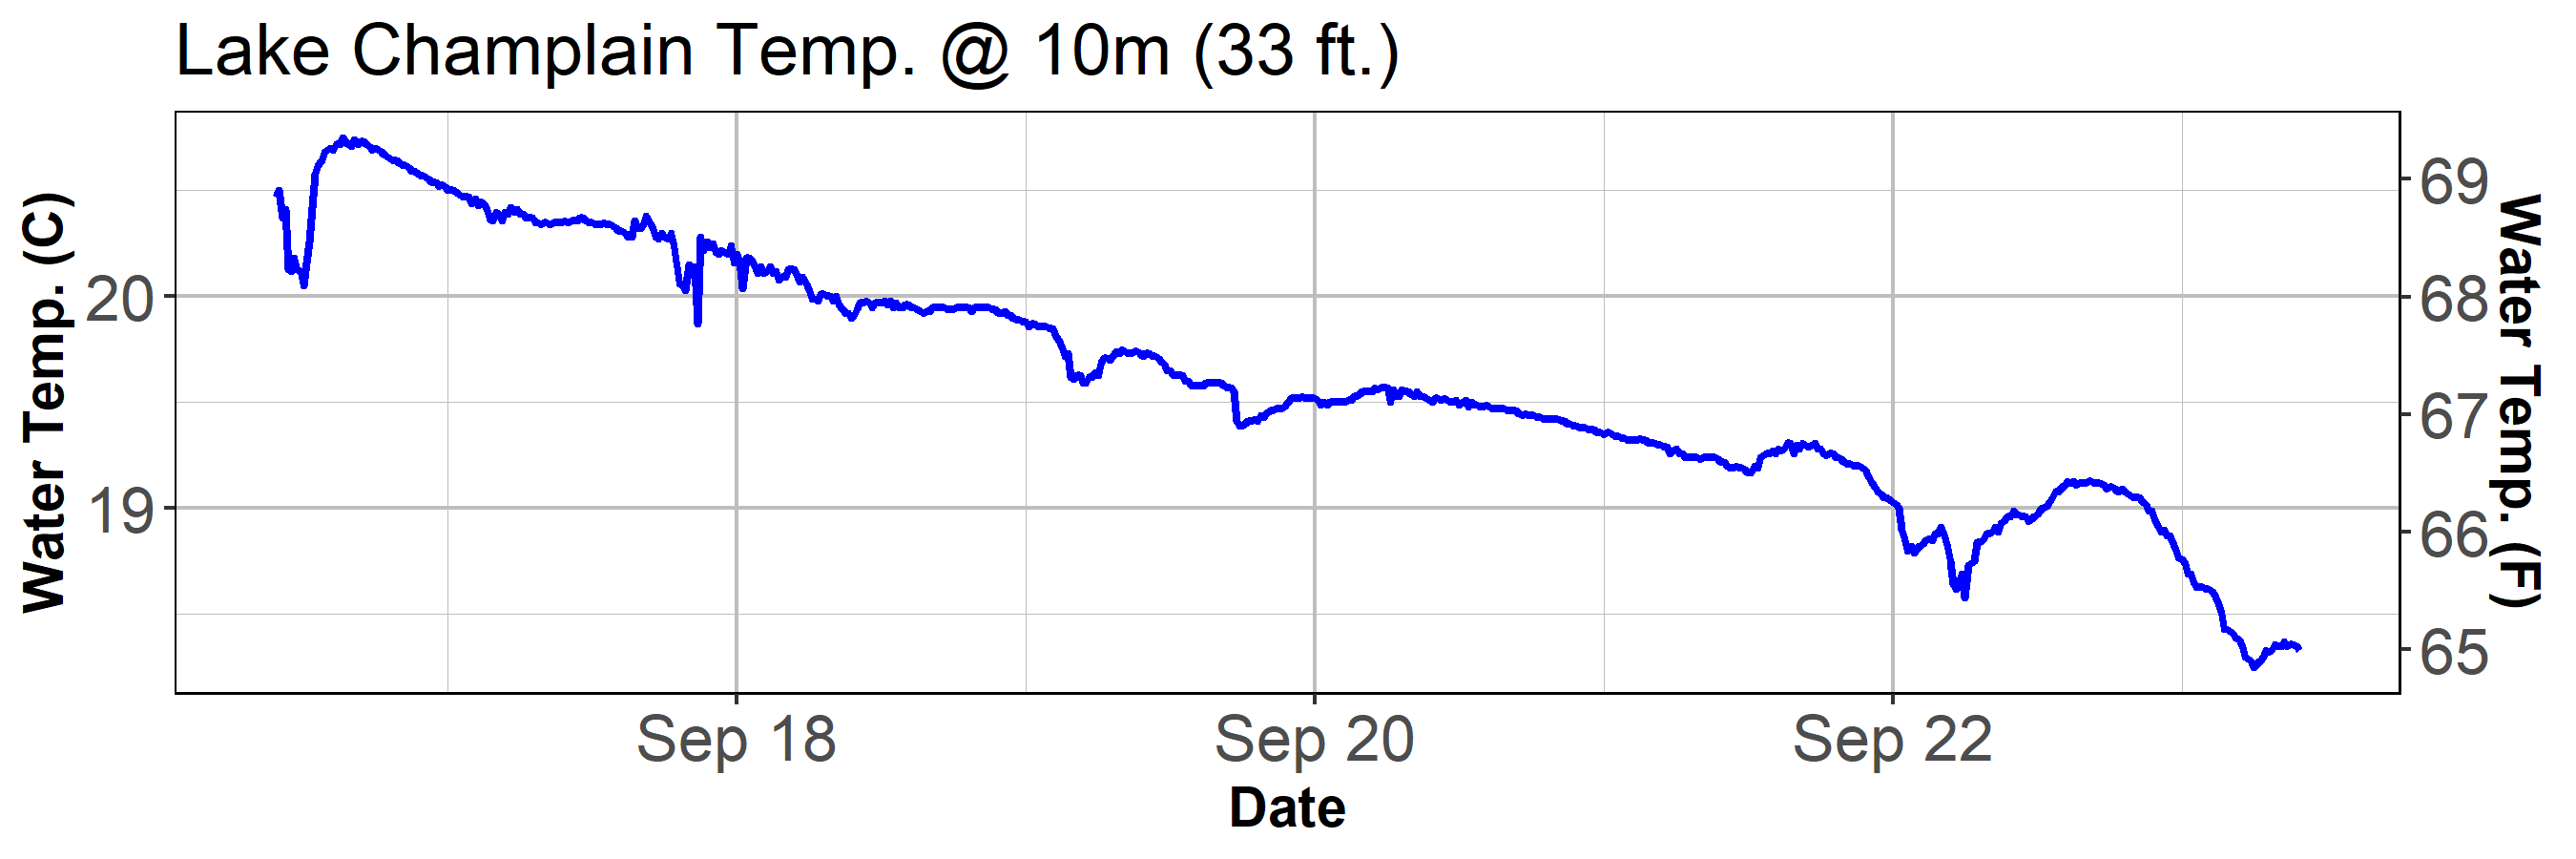 Lake Champlain Temp. @ 10m (33 ft.)
Water Temp. (C)
20
19
69
68
67
66
65
Water Temp. (F)
Sep 18 Sep 20 Sep 22
Date